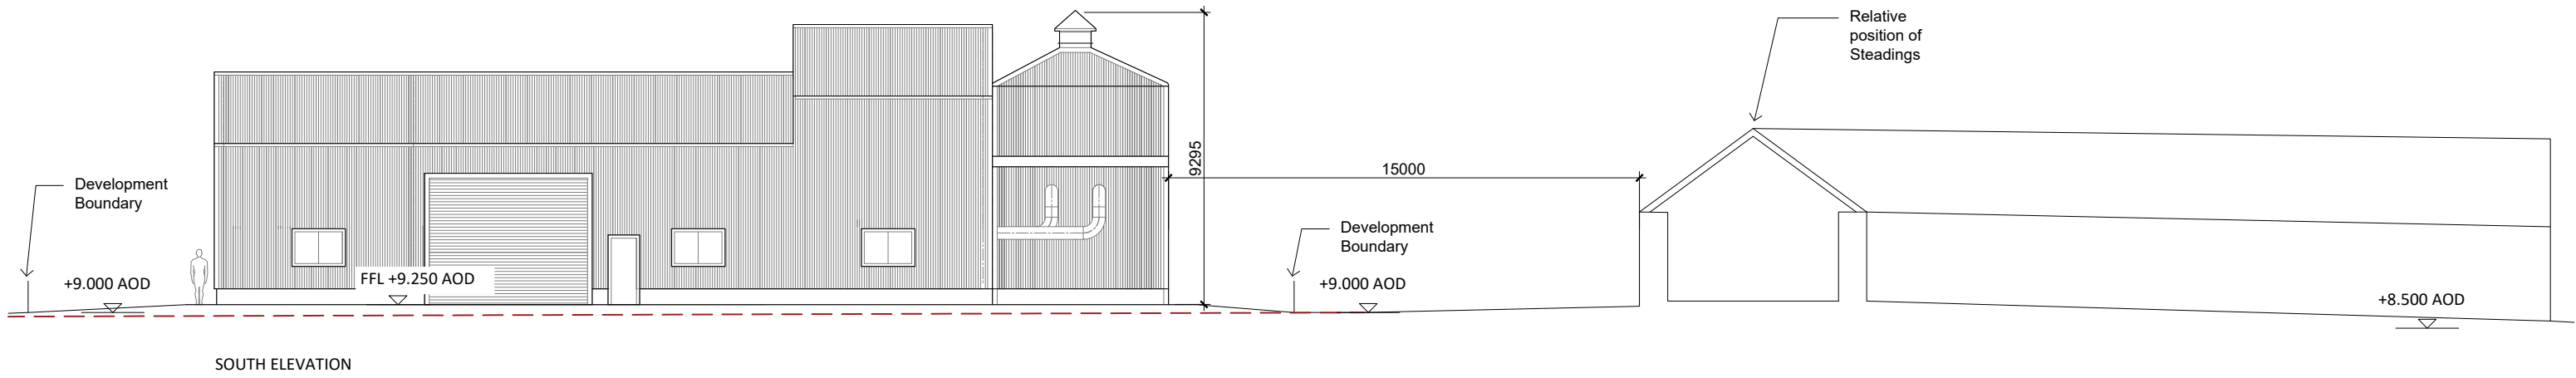 Relative
position of
Steadings
9295
15000
Development
Boundary
Development
Boundary
+9.000 AOD
FFL +9.250 AOD
+9.000 AOD
+8.500 AOD
SOUTH ELEVATION